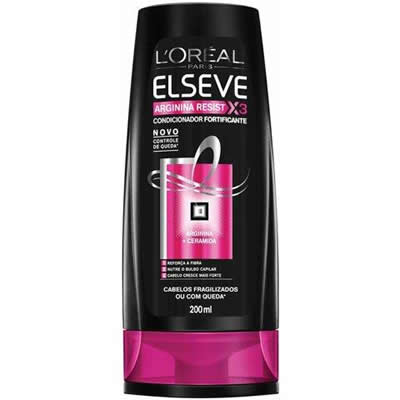 L'ORÉAL
PARIS
ELSEVE
ARGININA RESIST X3
CONDICIONADOR FORTIFICANTE
NOVO
CONTROLE
DE QUEDA*
ARGININA
+ CERAMIDA
REFORÇA A FIBRA
NUTRE O BULBO CAPILAR
CABELO CRESCE MAIS FORTE
CABELOS FRAGILIZADOS
OU COM QUEDA*
200ml